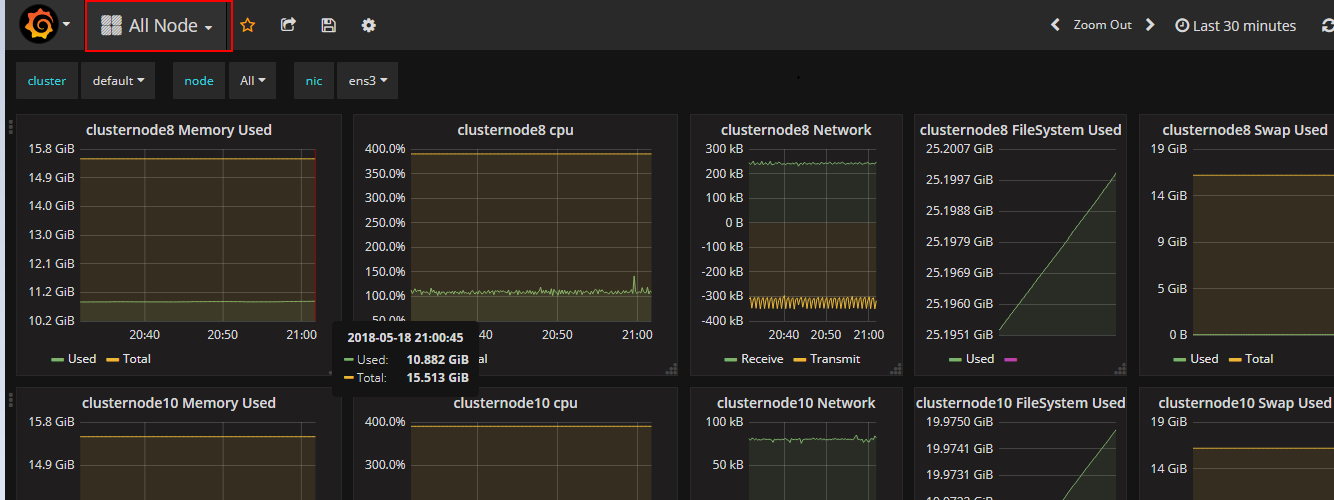 All Node
Zoom Out
Last 30 minutes
cluster default node All nic ens3
clusternode8 Memory Used
15.8 GiB
14.9 GiB
14.0 GiB
13.0 GiB
12.1 GiB
11.2 GiB
10.2 GiB
20:40 20:50 21:00
Used Total
clusternode8 cpu
400.0%
350.0%
300.0%
250.0%
200.0%
150.0%
100.0%
50.0%
20:50 21:00
2018-05-18 21:00:45
Used: 10.882 GiB
Total: 15.513 GiB
clusternode8 Network
300 kB
200 kB
100 kB
0 B
-100 kB
-200 kB
-300 kB
-400 kB
20:40 20:50 21:00
Receive Transmit
clusternode8 FileSystem Used
25.2007 GiB
25.1997 GiB
25.1988 GiB
25.1979 GiB
25.1969 GiB
25.1960 GiB
25.1951 GiB
Used
clusternode8 Swap Used
19 GiB
14 GiB
9 GiB
5 GiB
0 B
Used Total
clusternode10 Memory Used
15.8 GiB
14.9 GiB
clusternode10 cpu
400.0%
300.0%
clusternode10 Network
100 kB
50 kB
clusternode10 FileSystem Used
19.9750 GiB
19.9741 GiB
19.9731 GiB
clusternode10 Swap Used
19 GiB
14 GiB